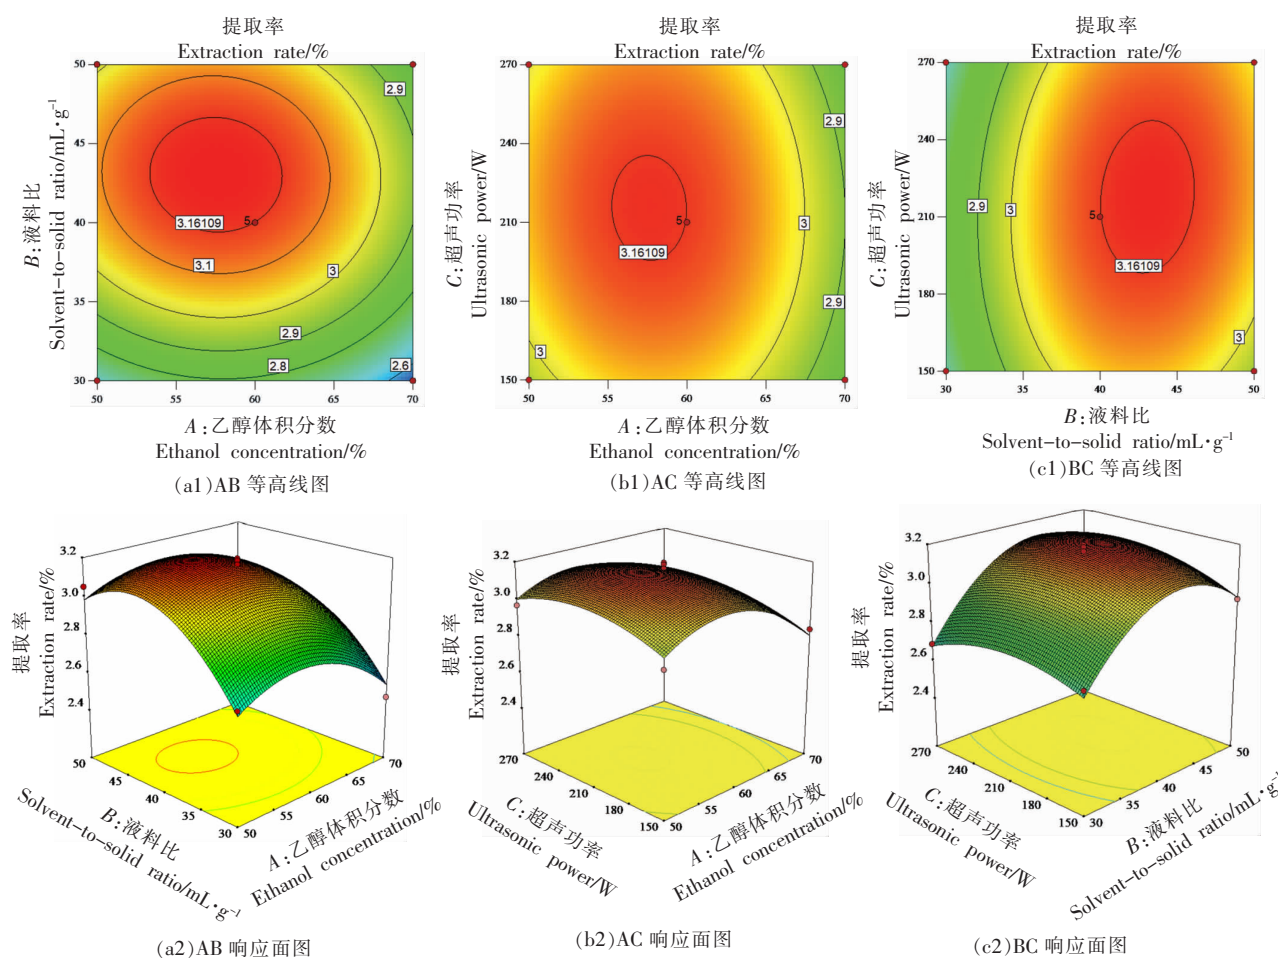 提取率
Extraction rate/%
50
45
40
35
30
50
55
60
65
70
2.9
5
3.16109
3.1
3
2.9
2.8
2.6
B:液料比
Solvent-to-solid ratio/mL·g⁻¹
A:乙醇体积分数
Ethanol concentration/%
(a1)AB 等高线图
提取率
Extraction rate/%
270
240
210
180
150
50
55
60
65
70
2.9
5
3
3.16109
2.9
3
C:超声功率
Ultrasonic power/W
A:乙醇体积分数
Ethanol concentration/%
(b1)AC 等高线图
提取率
Extraction rate/%
270
240
210
180
150
30
35
40
45
50
2.9
3
5
3.16109
3
C:超声功率
Ultrasonic power/W
B:液料比
Solvent-to-solid ratio/mL·g⁻¹
(c1)BC 等高线图
3.2
3.0
2.8
2.6
2.4
提取率
Extraction rate/%
50
45
40
35
30
50
55
60
65
70
B:液料比
Solvent-to-solid ratio/mL·g⁻¹
A:乙醇体积分数
Ethanol concentration/%
(a2)AB 响应面图
3.2
3.0
2.8
2.6
2.4
提取率
Extraction rate/%
270
240
210
180
150
50
55
60
65
70
C:超声功率
Ultrasonic power/W
A:乙醇体积分数
Ethanol concentration/%
(b2)AC 响应面图
3.2
3.0
2.8
2.6
2.4
提取率
Extraction rate/%
270
240
210
180
150
30
35
40
45
50
C:超声功率
Ultrasonic power/W
B:液料比
Solvent-to-solid ratio/mL·g⁻¹
(c2)BC 响应面图